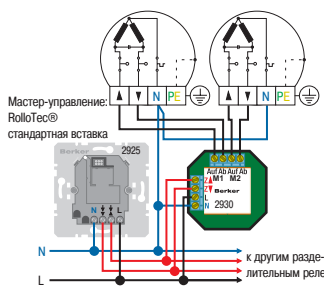 N PE
N PE
Мастер-управление:
RolloTec®
стандартная вставка
2925
Berker
N L
Auf Ab Auf Ab
M1 M2
Z
Z
L
N
Berker
2930
N
L
к другим разде-
лительным реле